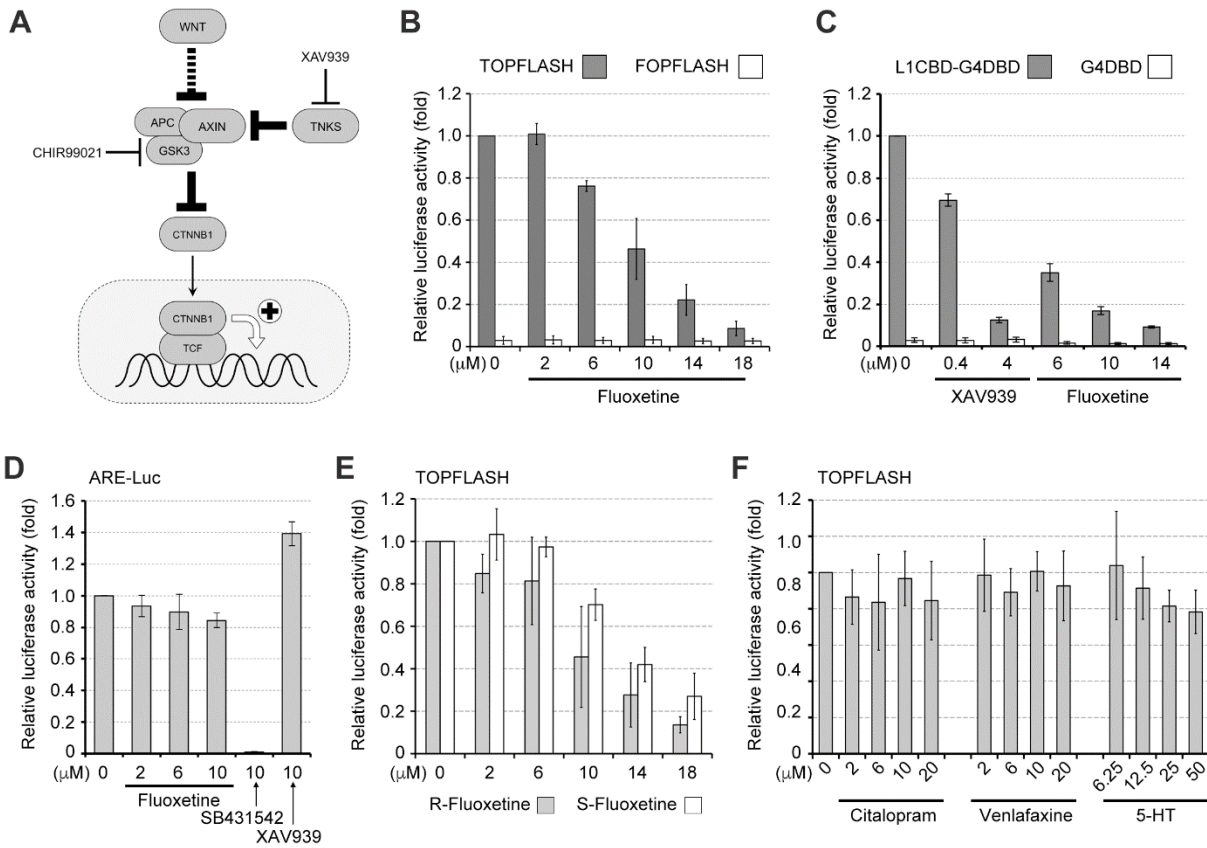 A
WNT
XAV939
APC
AXIN
TNKS
GSK3
CHIR99021
CTNNB1
CTNNB1
TCF
B
TOPFLASH FOPFLASH
Relative luciferase activity (fold)
1.2
1.0
0.8
0.6
0.4
0.2
0
(μM) 0 2 6 10 14 18
Fluoxetine
C
L1CBD-G4DBD G4DBD
Relative luciferase activity (fold)
1.2
1.0
0.8
0.6
0.4
0.2
0
(μM) 0 0.4 4 6 10 14
XAV939 Fluoxetine
D
ARE-Luc
Relative luciferase activity (fold)
1.6
1.4
1.2
1.0
0.8
0.6
0.4
0.2
0
(μM) 0 2 6 10 10 10
Fluoxetine
SB431542
XAV939
E
TOPFLASH
Relative luciferase activity (fold)
1.2
1.0
0.8
0.6
0.4
0.2
0
(μM) 0 2 6 10 14 18
R-Fluoxetine S-Fluoxetine
F
TOPFLASH
Relative luciferase activity (fold)
1.2
1.0
0.8
0.6
0.4
0.2
0
(μM) 0 2 6 10 20 2 6 10 20 6.25 12.5 25 50
Citalopram Venlafaxine 5-HT